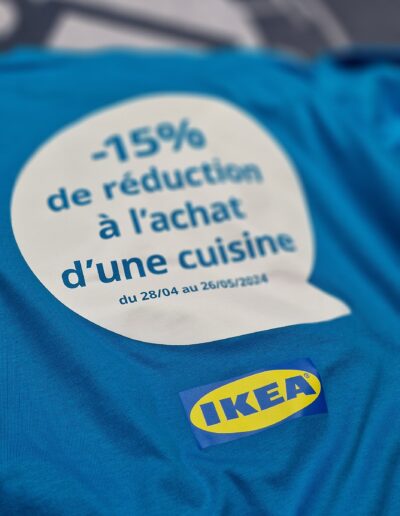 -15%
de réduction
à l'achat
d'une cuisine
du 28/04 au 26/05/2024
IKEA®